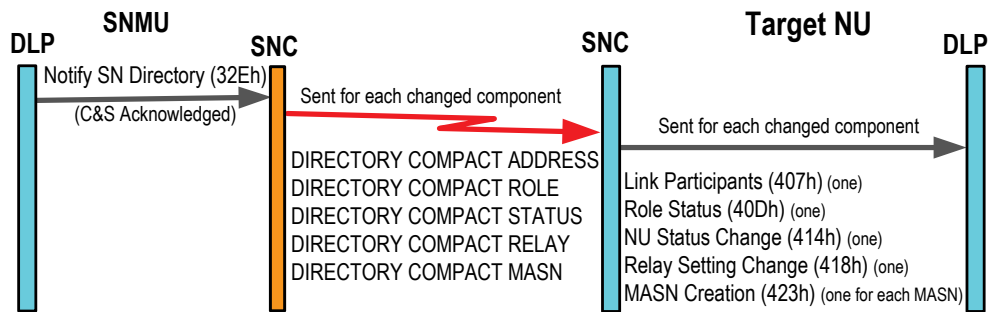 SNMU
Target NU
DLP
SNC
SNC
DLP
Notify SN Directory (32Eh)
(C&S Acknowledged)
Sent for each changed component
DIRECTORY COMPACT ADDRESS
DIRECTORY COMPACT ROLE
DIRECTORY COMPACT STATUS
DIRECTORY COMPACT RELAY
DIRECTORY COMPACT MASN
Sent for each changed component
Link Participants (407h) (one)
Role Status (40Dh) (one)
NU Status Change (414h) (one)
Relay Setting Change (418h) (one)
MASN Creation (423h) (one for each MASN)